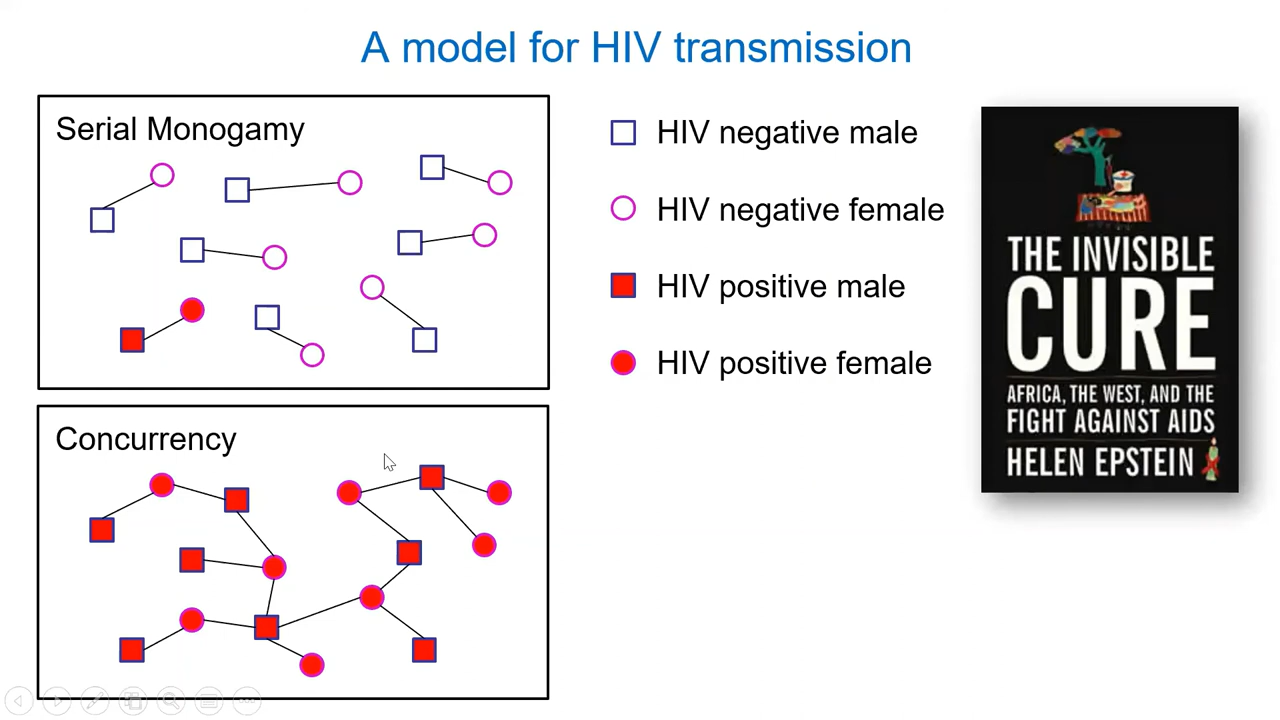 A model for HIV transmission
Serial Monogamy
HIV negative male
HIV negative female
HIV positive male
HIV positive female
Concurrency
THE INVISIBLE
CURE
AFRICA, THE WEST, AND THE
FIGHT AGAINST AIDS
HELEN EPSTEIN